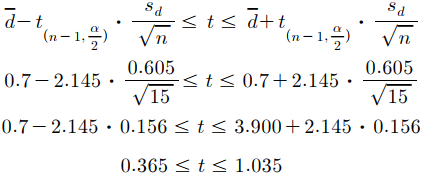 d̅ − t_(n − 1, α/2) · s_d/√n ≤ t ≤ d̅ + t_(n − 1, α/2) · s_d/√n
0.7 − 2.145 · 0.605/√15 ≤ t ≤ 0.7 + 2.145 · 0.605/√15
0.7 − 2.145 · 0.156 ≤ t ≤ 3.900 + 2.145 · 0.156
0.365 ≤ t ≤ 1.035